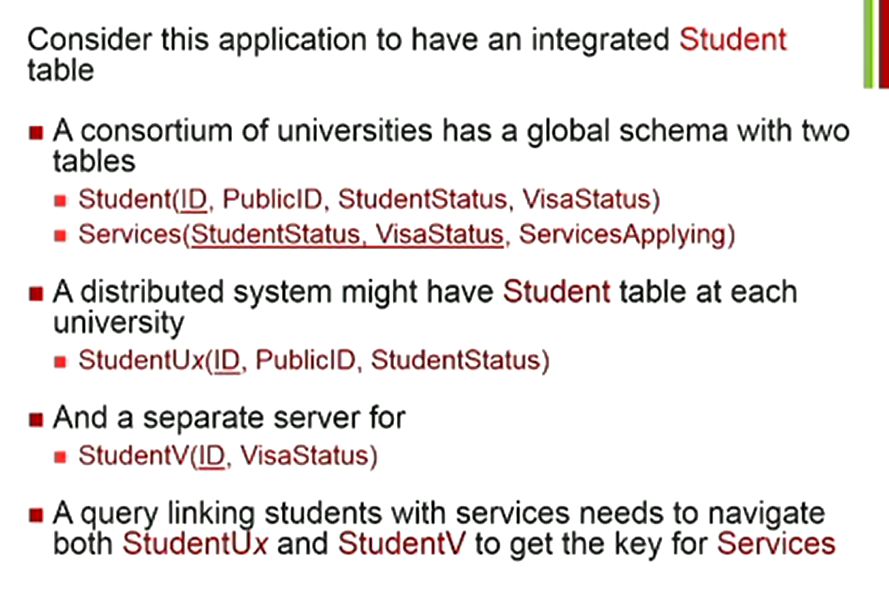 Consider this application to have an integrated Student
table
A consortium of universities has a global schema with two
tables
Student(ID, PublicID, StudentStatus, VisaStatus)
Services(StudentStatus, VisaStatus, ServicesApplying)
A distributed system might have Student table at each
university
StudentUx(ID, PublicID, StudentStatus)
And a separate server for
StudentV(ID, VisaStatus)
A query linking students with services needs to navigate
both StudentUx and StudentV to get the key for Services